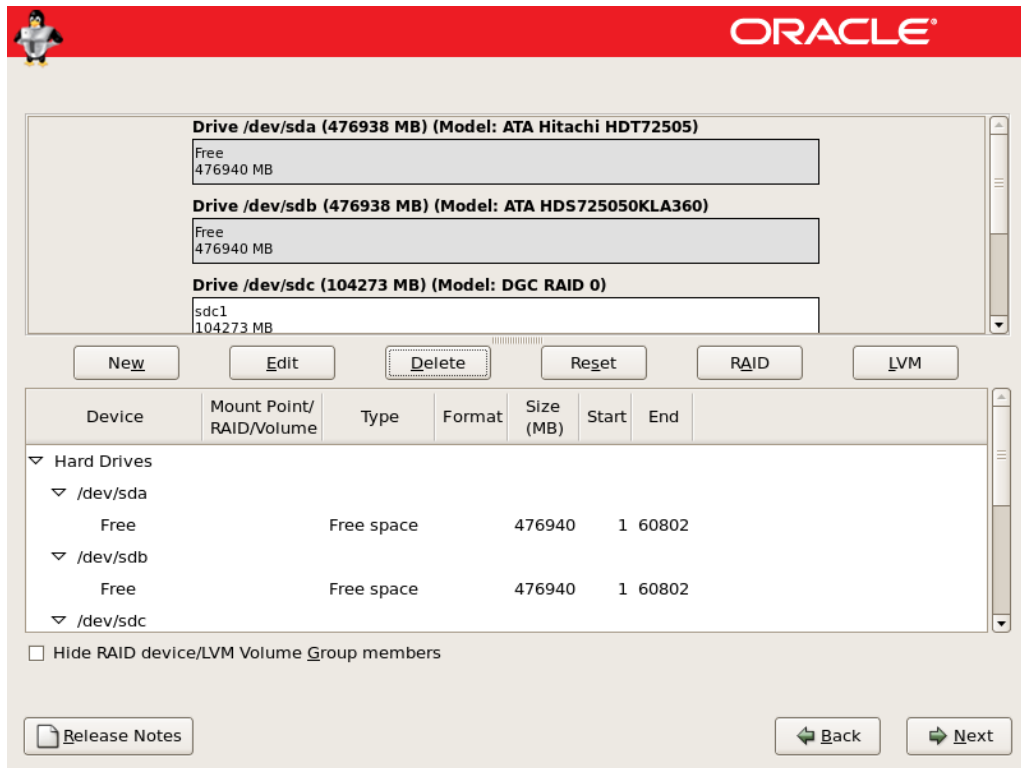 ORACLE®
Drive /dev/sda (476938 MB) (Model: ATA Hitachi HDT72505)
Free
476940 MB
Drive /dev/sdb (476938 MB) (Model: ATA HDS725050KLA360)
Free
476940 MB
Drive /dev/sdc (104273 MB) (Model: DGC RAID 0)
sdc1
104273 MB
New Edit Delete Reset RAID LVM
Device Mount Point/ RAID/Volume Type Format Size (MB) Start End
Hard Drives
/dev/sda
Free Free space 476940 1 60802
/dev/sdb
Free Free space 476940 1 60802
/dev/sdc
Hide RAID device/LVM Volume Group members
Release Notes Back Next